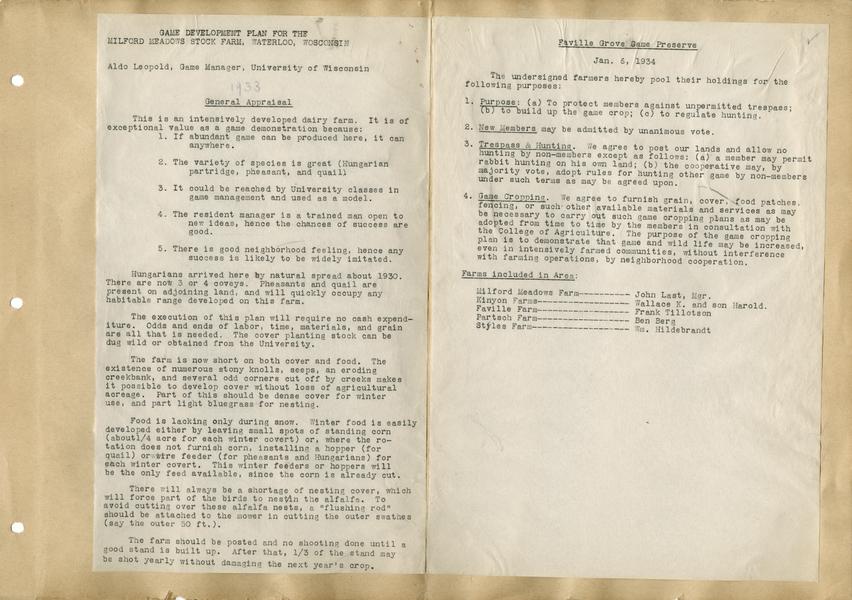 GAME DEVELOPMENT PLAN FOR THE
MILFORD MEADOWS STOCK FARM, WATERLOO, WOSCONSIN
Aldo Leopold, Game Manager, University of Wisconsin
1933
General Appraisal
This is an intensively developed dairy farm. It is of
exceptional value as a game demonstration because:
1. If abundant game can be produced here, it can
anywhere.
2. The variety of species is great (Hungarian
partridge, pheasant, and quail)
3. It could be reached by University classes in
game management and used as a model.
4. The resident manager is a trained man open to
new ideas, hence the chances of success are
good.
5. There is good neighborhood feeling, hence any
success is likely to be widely imitated.
Hungarians arrived here by natural spread about 1930.
There are now 3 or 4 coveys. Pheasants and quail are
present on adjoining land, and will quickly occupy any
habitable range developed on this farm.
The execution of this plan will require no cash expend-
iture. Odds and ends of labor, time, materials, and grain
are all that is needed. The cover planting stock can be
dug wild or obtained from the University.
The farm is now short on both cover and food. The
existence of numerous stony knolls, seeps, an eroding
creekbank, and several odd corners cut off by creeks makes
it possible to develop cover without loss of agricultural
acreage. Part of this should be dense cover for winter
use, and part light bluegrass for nesting.
Food is lacking only during snow. Winter food is easily
developed either by leaving small spots of standing corn
(about1/4 acre for each winter covert) or, where the ro-
tation does not furnish corn, installing a hopper (for
quail) or wire feeder (for pheasants and Hungarians) for
each winter covert. This winter feeders or hoppers will
be the only feed available, since the corn is already cut.
There will always be a shortage of nesting cover, which
will force part of the birds to nest in the alfalfa. To
avoid cutting over these alfalfa nests, a "flushing rod"
should be attached to the mower in cutting the outer swathes
(say the outer 50 ft.).
The farm should be posted and no shooting done until a
good stand is built up. After that, 1/3 of the stand may
be shot yearly without damaging the next year's crop.
Faville Grove Game Preserve
Jan. 5, 1934
The undersigned farmers hereby pool their holdings for the
following purposes:
1. Purpose: (a) To protect members against unpermitted trespass;
(b) to build up the game crop; (c) to regulate hunting.
2. New Members may be admitted by unanimous vote.
3. Trespass & Hunting. We agree to post our lands and allow no
hunting by non-members except as follows: (a) a member may permit
rabbit hunting on his own land; (b) the cooperative may, by
majority vote, adopt rules for hunting other game by non-members
under such terms as may be agreed upon.
4. Game Cropping. We agree to furnish grain, cover, food patches,
fencing, or such other available materials and services as may
be necessary to carry out such game cropping plans as may be
adopted from time to time by the members in consultation with
the College of Agriculture. The purpose of the game cropping
plan is to demonstrate that game and wild life may be increased,
even in intensively farmed communities, without interference
with farming operations, by neighborhood cooperation.
Farms included in Area:
Milford Meadows Farm---------- John Last, Mgr.
Kinyon Farms------------------ Wallace K. and son Harold.
Faville Farm------------------ Frank Tillotson
Partsch Farm------------------ Ben Berg
Styles Farm------------------- Wm. Hildebrandt